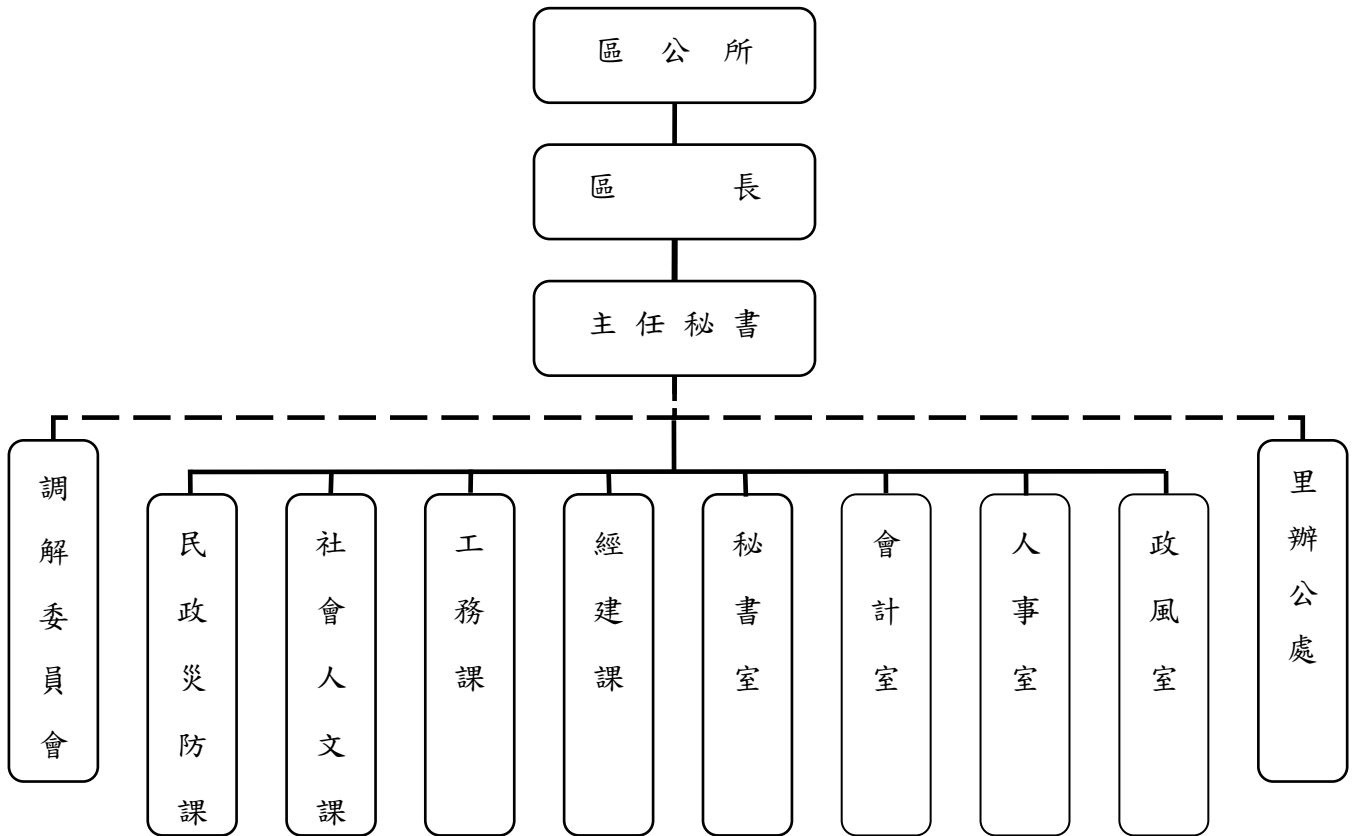 區公所
區長
主任秘書
調解委員會
民政災防課
社會人文課
工務課
經建課
秘書室
會計室
人事室
政風室
里辦公處